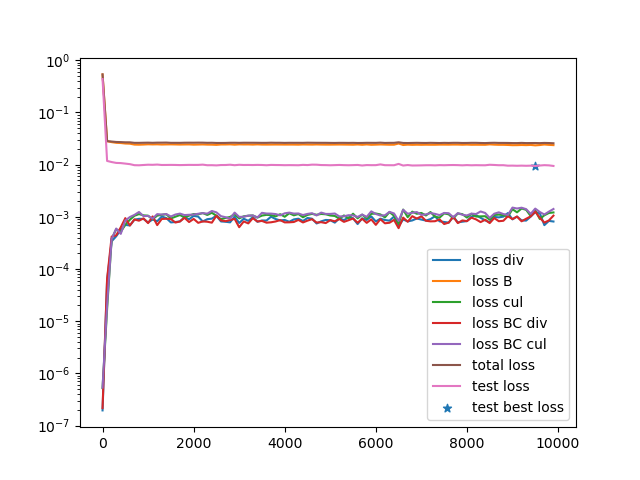 10⁰
10⁻¹
10⁻²
10⁻³
10⁻⁴
10⁻⁵
10⁻⁶
10⁻⁷
0 2000 4000 6000 8000 10000
loss div
loss B
loss cul
loss BC div
loss BC cul
total loss
test loss
test best loss